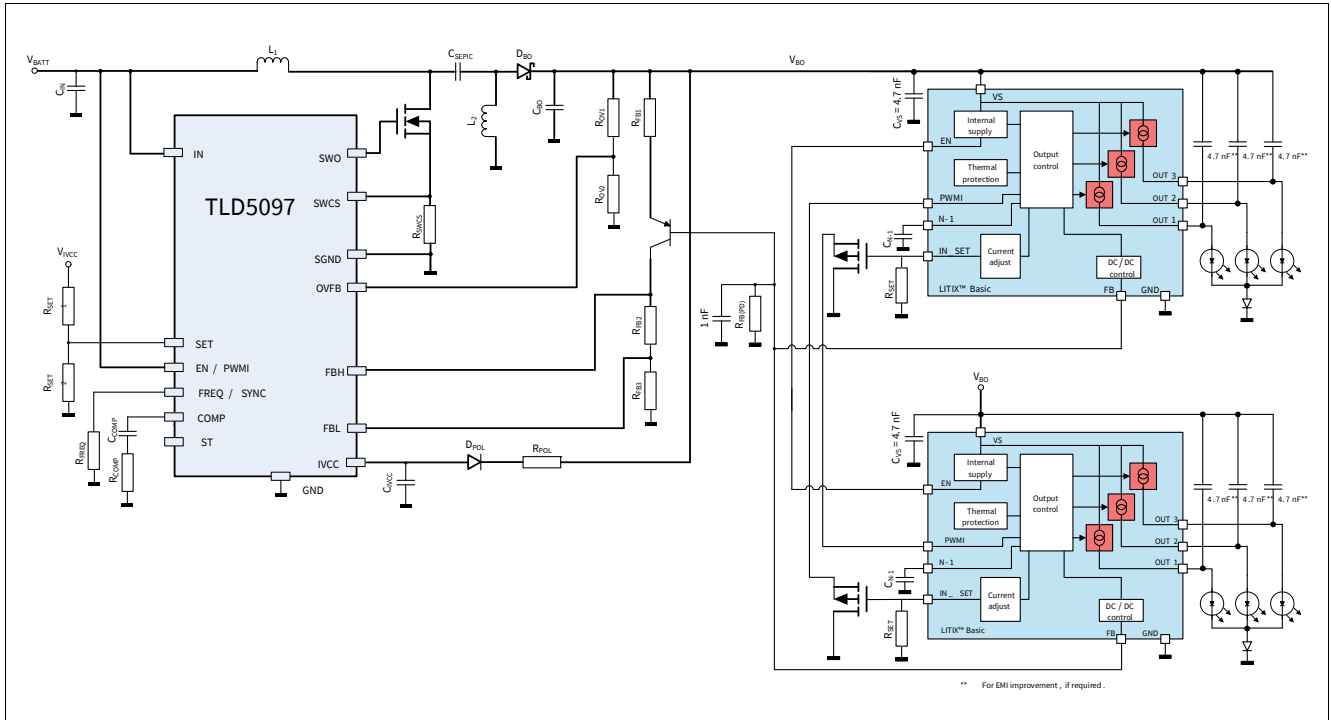 L1
CSEPIC
DBO
VBATT
VBO
CIN
L2
CBO
ROV1
RFB1
CVS = 4.7 nF
VS
Internal
supply
EN
Output
control
4.7 nF**
4.7 nF**
4.7 nF**
IN
SWO
Thermal
protection
OUT 3
TLD5097
SWCS
ROV2
PWMI
OUT 2
RSWCS
N-1
OUT 1
CN-1
VIVCC
SGND
IN_SET
Current
adjust
DC / DC
control
OVFB
RSET
LITIX™ Basic
FB
GND
RSET
1
1 nF
RFB(PD)
RFB2
SET
EN / PWMI
FBH
VBO
RSET
2
FREQ / SYNC
RFB3
COMP
CVS = 4.7 nF
CCOMP
FBL
VS
ST
RFREQ
DPOL
RPOL
Internal
supply
RCOMP
IVCC
Output
control
EN
CIVCC
GND
4.7 nF**
4.7 nF**
4.7 nF**
Thermal
protection
OUT 3
PWMI
OUT 2
N-1
OUT 1
CN-1
IN_ SET
Current
adjust
DC / DC
control
RSET
LITIX™ Basic
FB
GND
** For EMI improvement , if required .